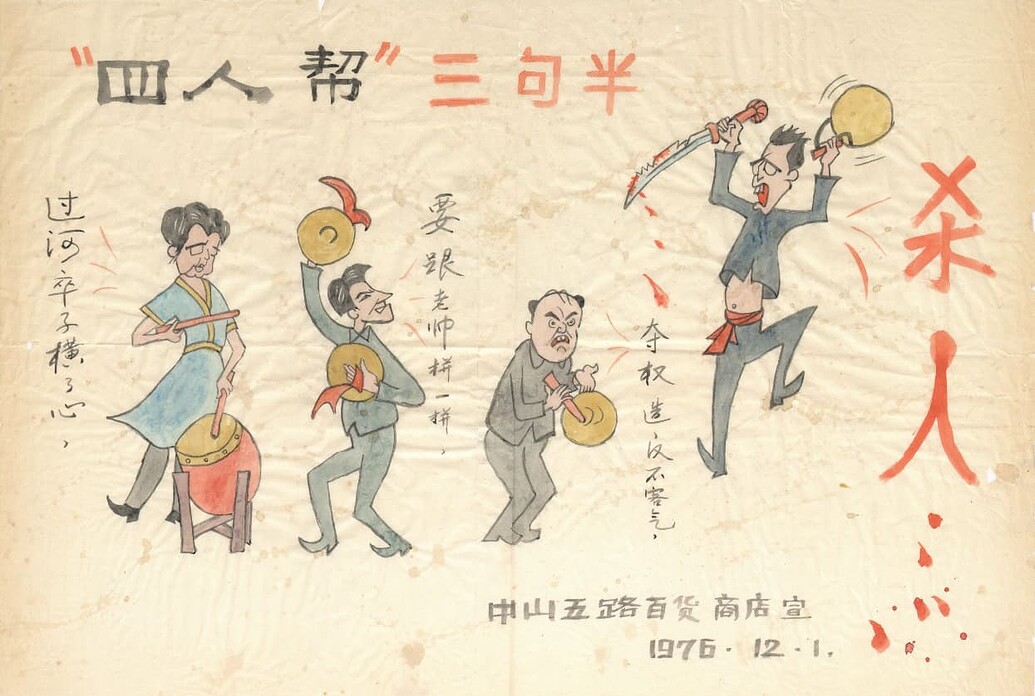 "四人帮"三句半
过河卒子横了心，
要跟老帅拼一拼，
夺权造反不客气，
杀人
中山五路百货商店宣
1976.12.1.